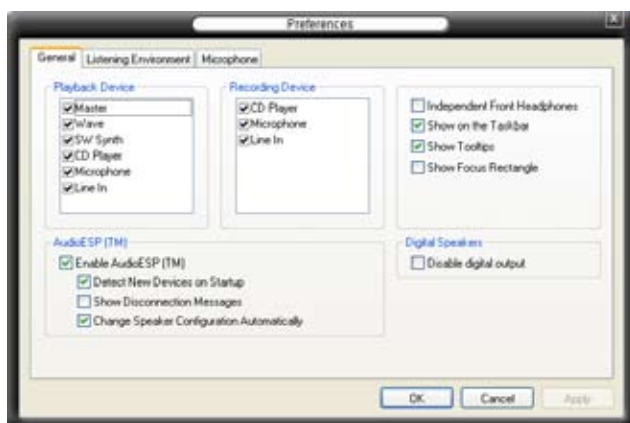 Preferences
General
Listening Environment
Microphone
Playback Device
Master
Wave
SW Synth
CD Player
Microphone
Line In
Recording Device
CD Player
Microphone
Line In
Independent Front Headphones
Show on the Taskbar
Show Tooltips
Show Focus Rectangle
AudioESP (TM)
Enable AudioESP (TM)
Detect New Devices on Startup
Show Disconnection Messages
Change Speaker Configuration Automatically
Digital Speakers
Disable digital output
OK
Cancel
Apply